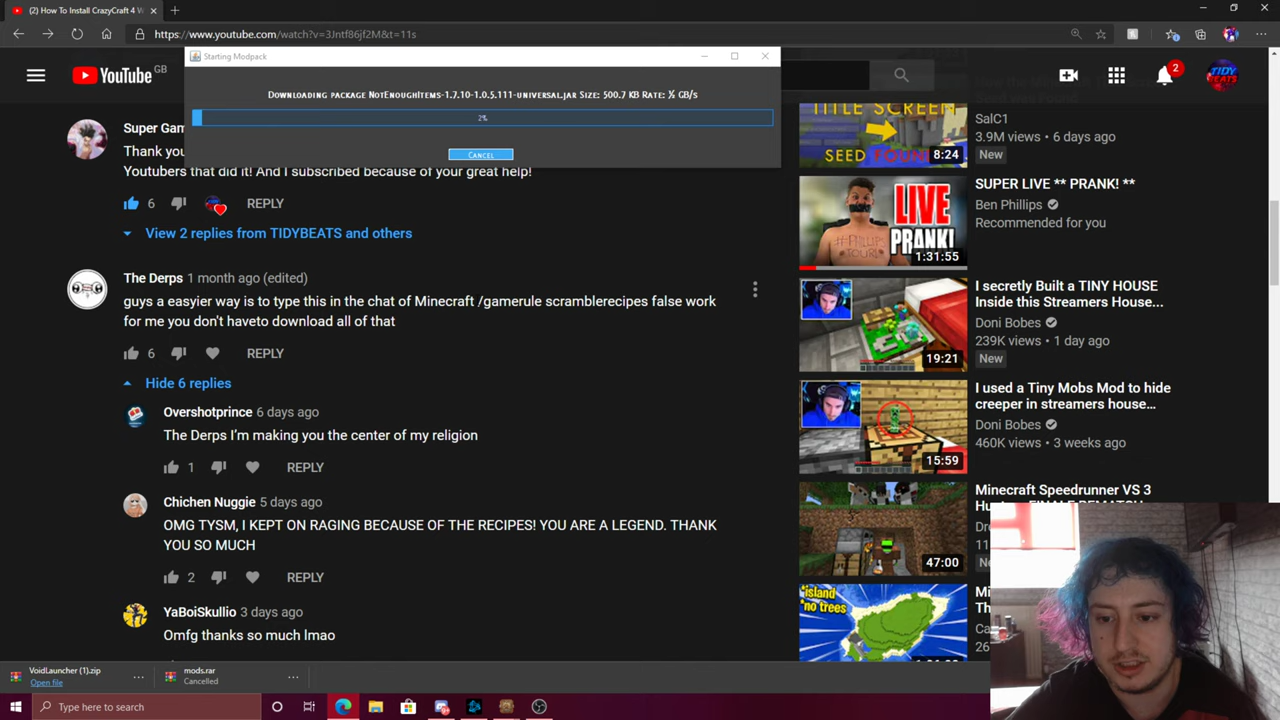 (2) How To Install CrazyCraft 4 W
https://www.youtube.com/watch?v=3Jntf86jf2M&t=11s
Starting Modpack
Downloading package NotEnoughItems-1.7.10-1.0.5.111-universal.jar Size: 500.7 KB Rate: ⅟ GB/s
2%
Cancel
YouTube GB
2
TIDY BEATS
Super Gam
Thank you
Youtubers that did it! And I subscribed because of your great help!
6 REPLY
View 2 replies from TIDYBEATS and others
The Derps 1 month ago (edited)
guys a easyier way is to type this in the chat of Minecraft /gamerule scramblerecipes false work
for me you don't haveto download all of that
6 REPLY
Hide 6 replies
Overshotprince 6 days ago
The Derps I'm making you the center of my religion
1 REPLY
Chichen Nuggie 5 days ago
OMG TYSM, I KEPT ON RAGING BECAUSE OF THE RECIPES! YOU ARE A LEGEND. THANK
YOU SO MUCH
2 REPLY
YaBoiSkullio 3 days ago
Omfg thanks so much lmao
TITLE SCREEN
SEED FOUND
8:24
SalC1
3.9M views • 6 days ago
New
LIVE
PRANK!
1:31:55
SUPER LIVE ** PRANK! **
Ben Phillips
Recommended for you
19:21
I secretly Built a TINY HOUSE
Inside this Streamers House...
Doni Bobes
239K views • 1 day ago
New
15:59
I used a Tiny Mobs Mod to hide
creeper in streamers house...
Doni Bobes
460K views • 3 weeks ago
47:00
Minecraft Speedrunner VS 3
*island
*no trees
VoidLauncher (1).zip
Open file
mods.rar
Cancelled
Type here to search